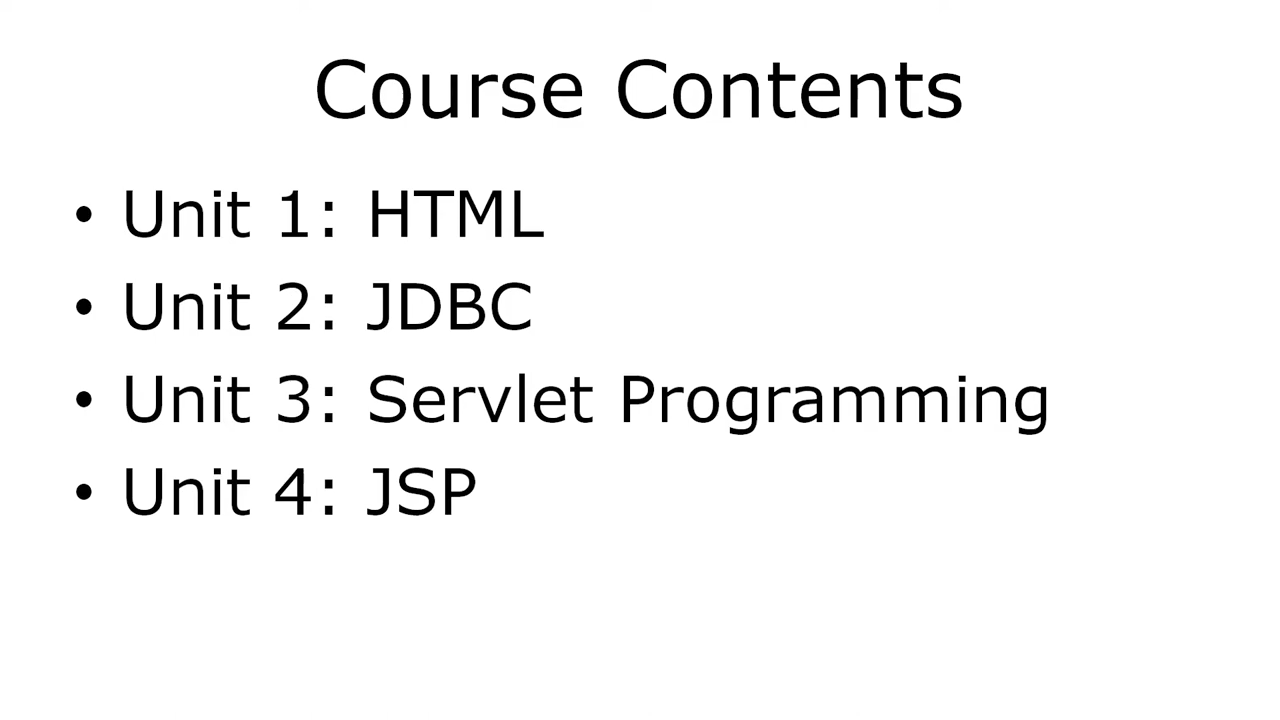 Course Contents
• Unit 1: HTML
• Unit 2: JDBC
• Unit 3: Servlet Programming
• Unit 4: JSP